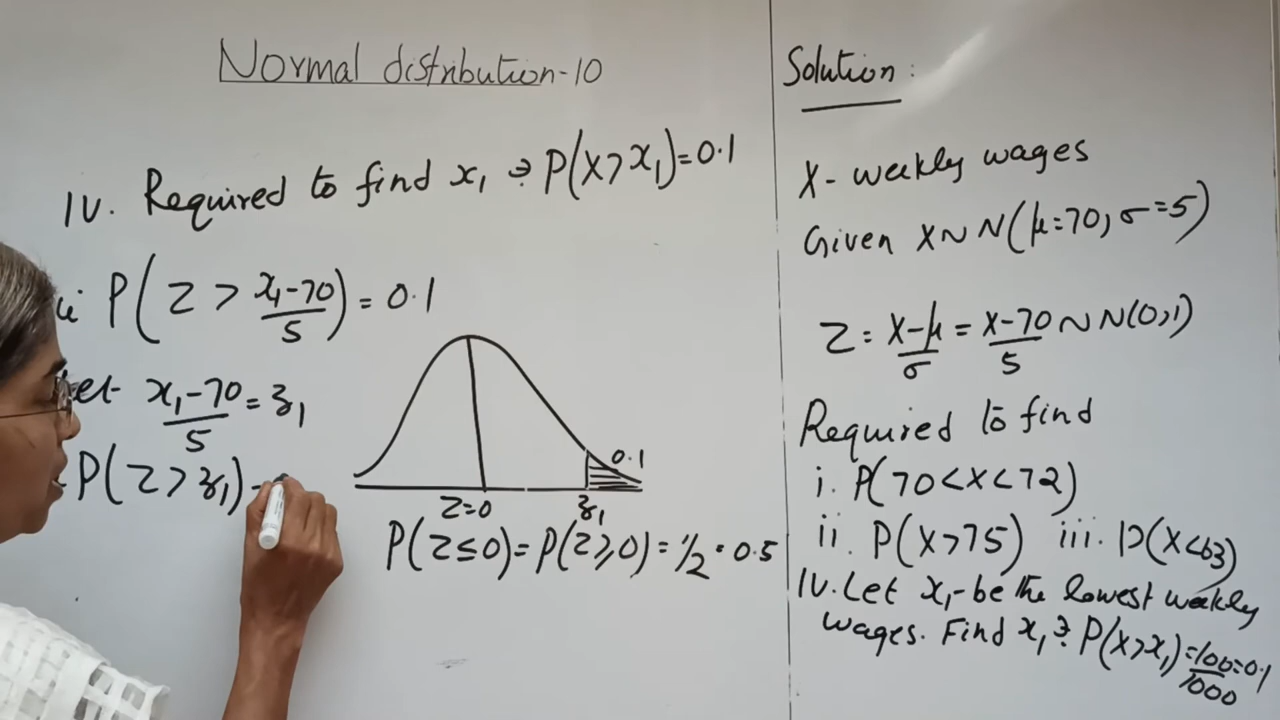 Normal distribution-10
IV. Required to find x₁ ∋ P(X > x₁) = 0.1
P(Z > (x₁-70)/5) = 0.1
(x₁-70)/5 = z₁
P(Z > z₁)
0.1
Z=0 z₁
P(Z ≤ 0) = P(Z ≥ 0) = 1/2 = 0.5
Solution:
X - weekly wages
Given X ~ N(μ=70, σ=5)
Z = (X-μ)/σ = (X-70)/5 ~ N(0,1)
Required to find
i. P(70 < X < 72)
ii. P(X > 75) iii. P(X < 63)
IV. Let x₁ - be the lowest weekly
wages. Find x₁ ∋ P(X > x₁) = 100/1000 = 0.1